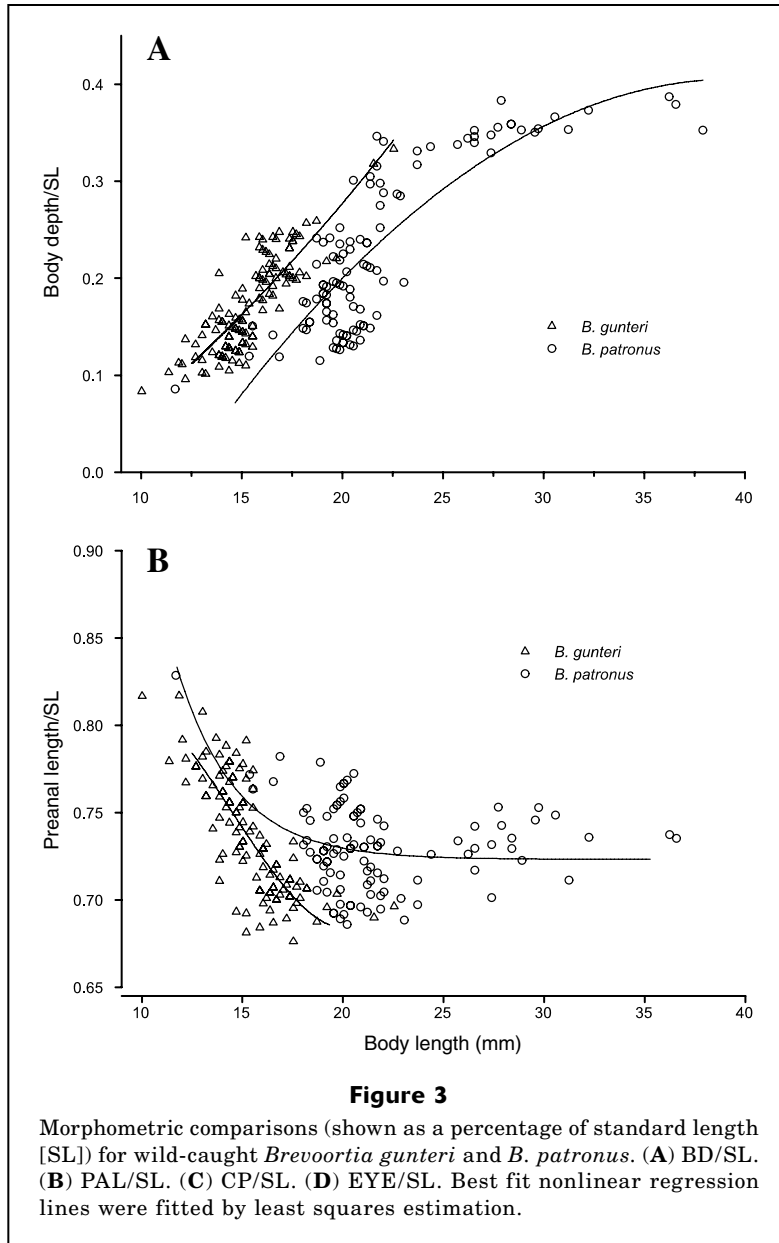 A
0.4
0.3
0.2
0.1
0.0
Body depth/SL
B. gunteri
B. patronus
10 15 20 25 30 35 40
B
0.90
0.85
0.80
0.75
0.70
0.65
Preanal length/SL
B. gunteri
B. patronus
10 15 20 25 30 35 40
Body length (mm)
Figure 3
Morphometric comparisons (shown as a percentage of standard length
[SL]) for wild-caught Brevoortia gunteri and B. patronus. (A) BD/SL.
(B) PAL/SL. (C) CP/SL. (D) EYE/SL. Best fit nonlinear regression
lines were fitted by least squares estimation.